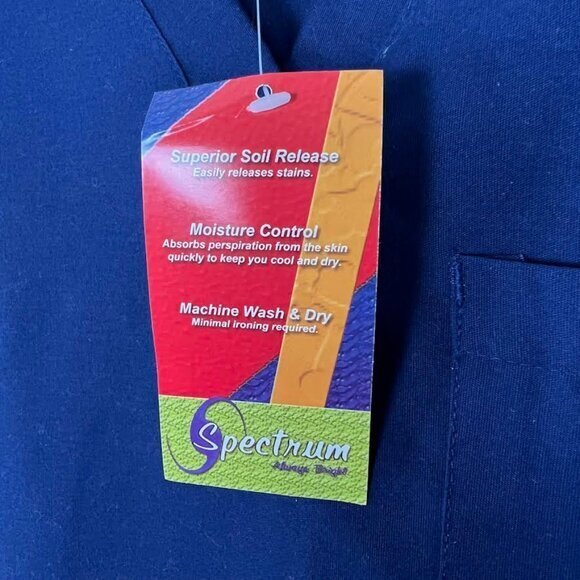 Superior Soil Release
Easily releases stains.
Moisture Control
Absorbs perspiration from the skin
quickly to keep you cool and dry.
Machine Wash & Dry
Minimal ironing required.
Spectrum
Always Bright